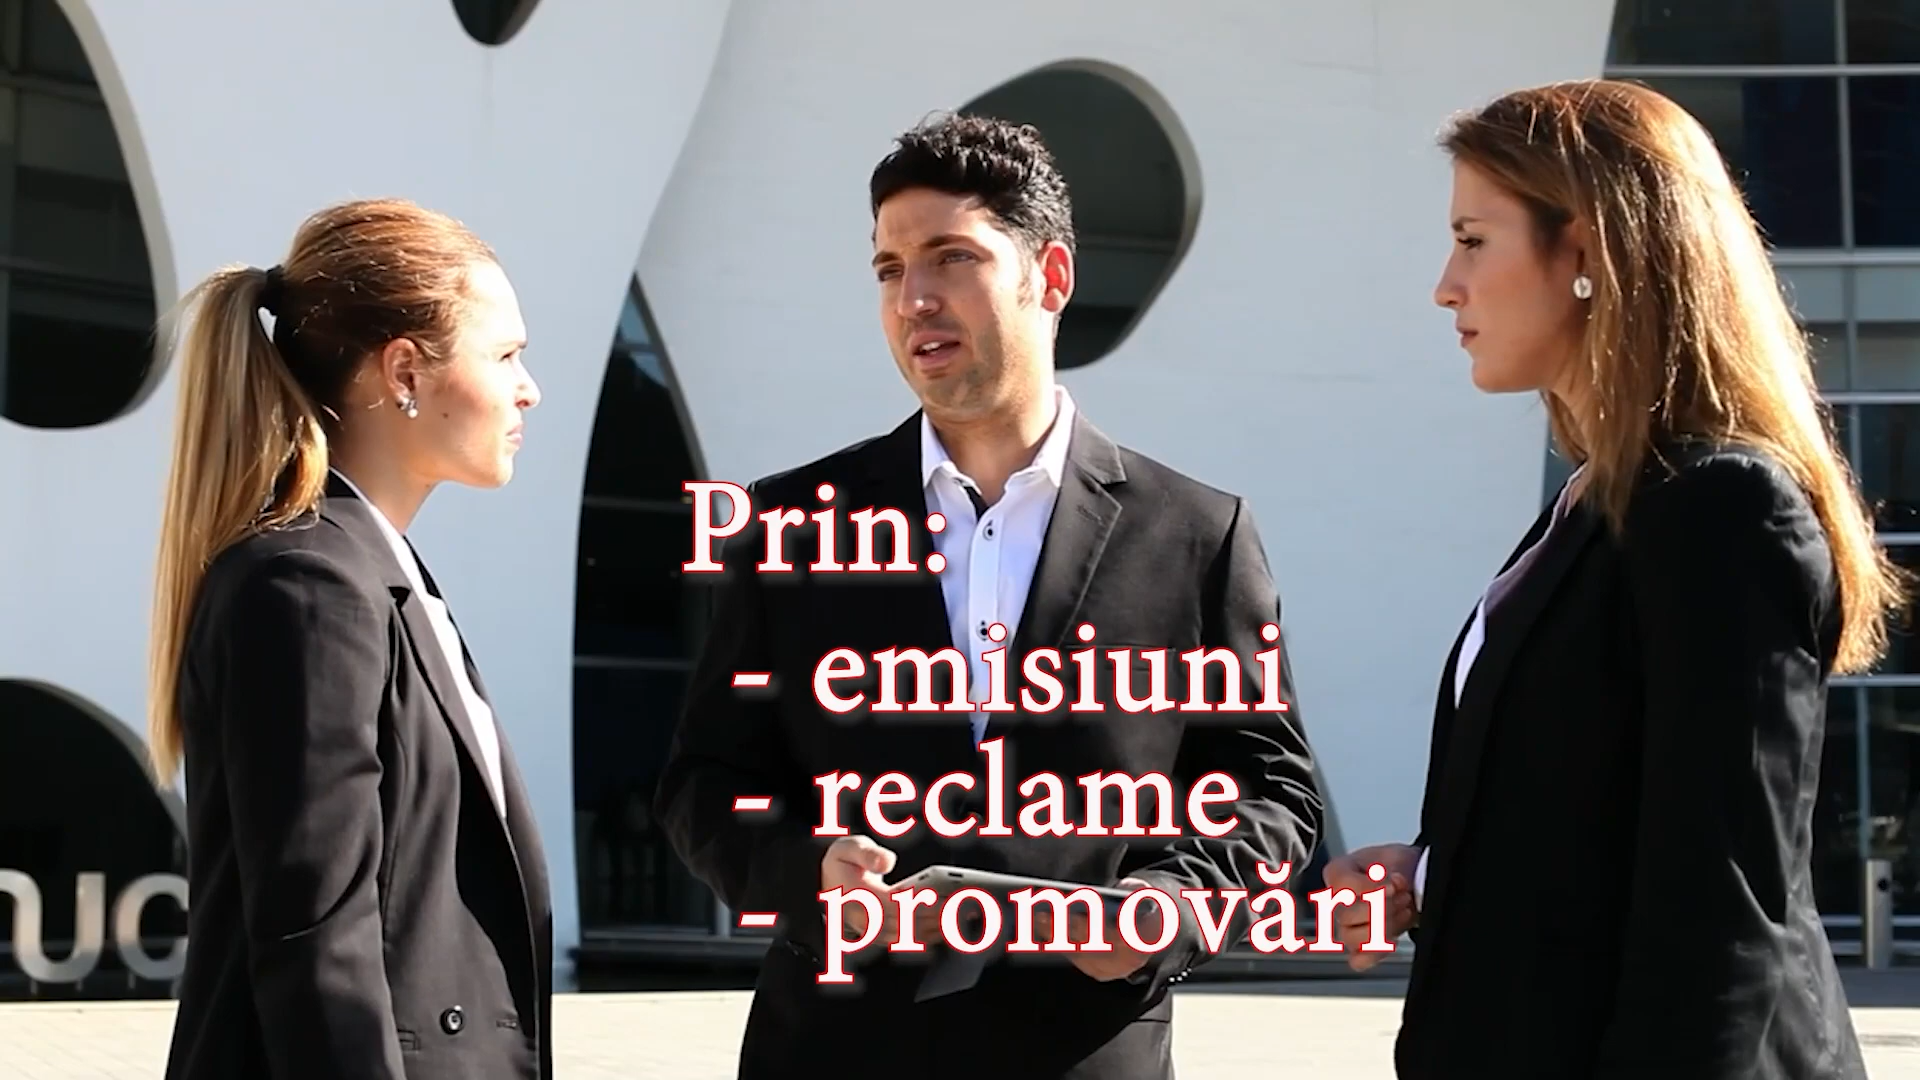 Prin:
- emisiuni
- reclame
- promovări